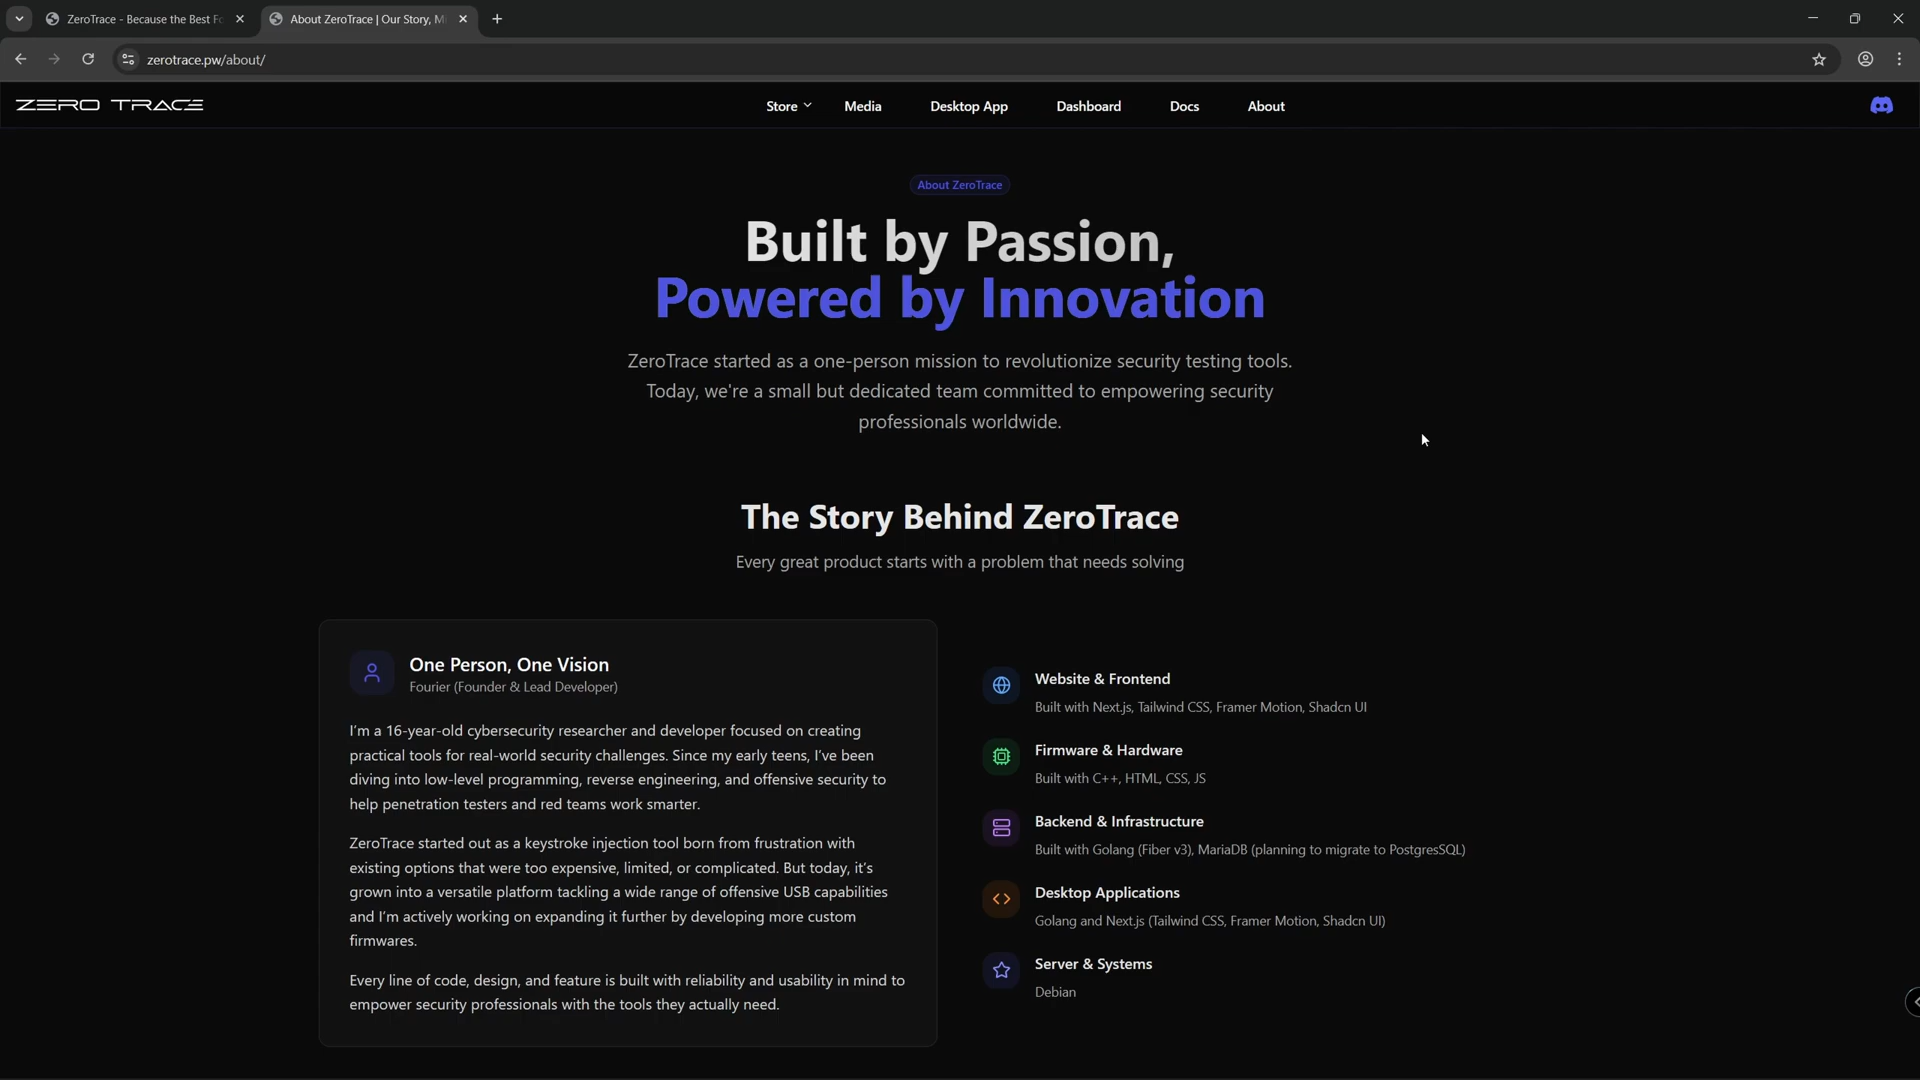 ZeroTrace - Because the Best Fo
About ZeroTrace | Our Story, M
zerotrace.pw/about/
ZERO TRACE
Store
Media
Desktop App
Dashboard
Docs
About
About ZeroTrace
Built by Passion,
Powered by Innovation
ZeroTrace started as a one-person mission to revolutionize security testing tools.
Today, we're a small but dedicated team committed to empowering security
professionals worldwide.
The Story Behind ZeroTrace
Every great product starts with a problem that needs solving
One Person, One Vision
Fourier (Founder & Lead Developer)
I'm a 16-year-old cybersecurity researcher and developer focused on creating
practical tools for real-world security challenges. Since my early teens, I've been
diving into low-level programming, reverse engineering, and offensive security to
help penetration testers and red teams work smarter.
ZeroTrace started out as a keystroke injection tool born from frustration with
existing options that were too expensive, limited, or complicated. But today, it's
grown into a versatile platform tackling a wide range of offensive USB capabilities
and I'm actively working on expanding it further by developing more custom
firmwares.
Every line of code, design, and feature is built with reliability and usability in mind to
empower security professionals with the tools they actually need.
Website & Frontend
Built with Next.js, Tailwind CSS, Framer Motion, Shadcn UI
Firmware & Hardware
Built with C++, HTML, CSS, JS
Backend & Infrastructure
Built with Golang (Fiber v3), MariaDB (planning to migrate to PostgresSQL)
Desktop Applications
Golang and Next.js (Tailwind CSS, Framer Motion, Shadcn UI)
Server & Systems
Debian